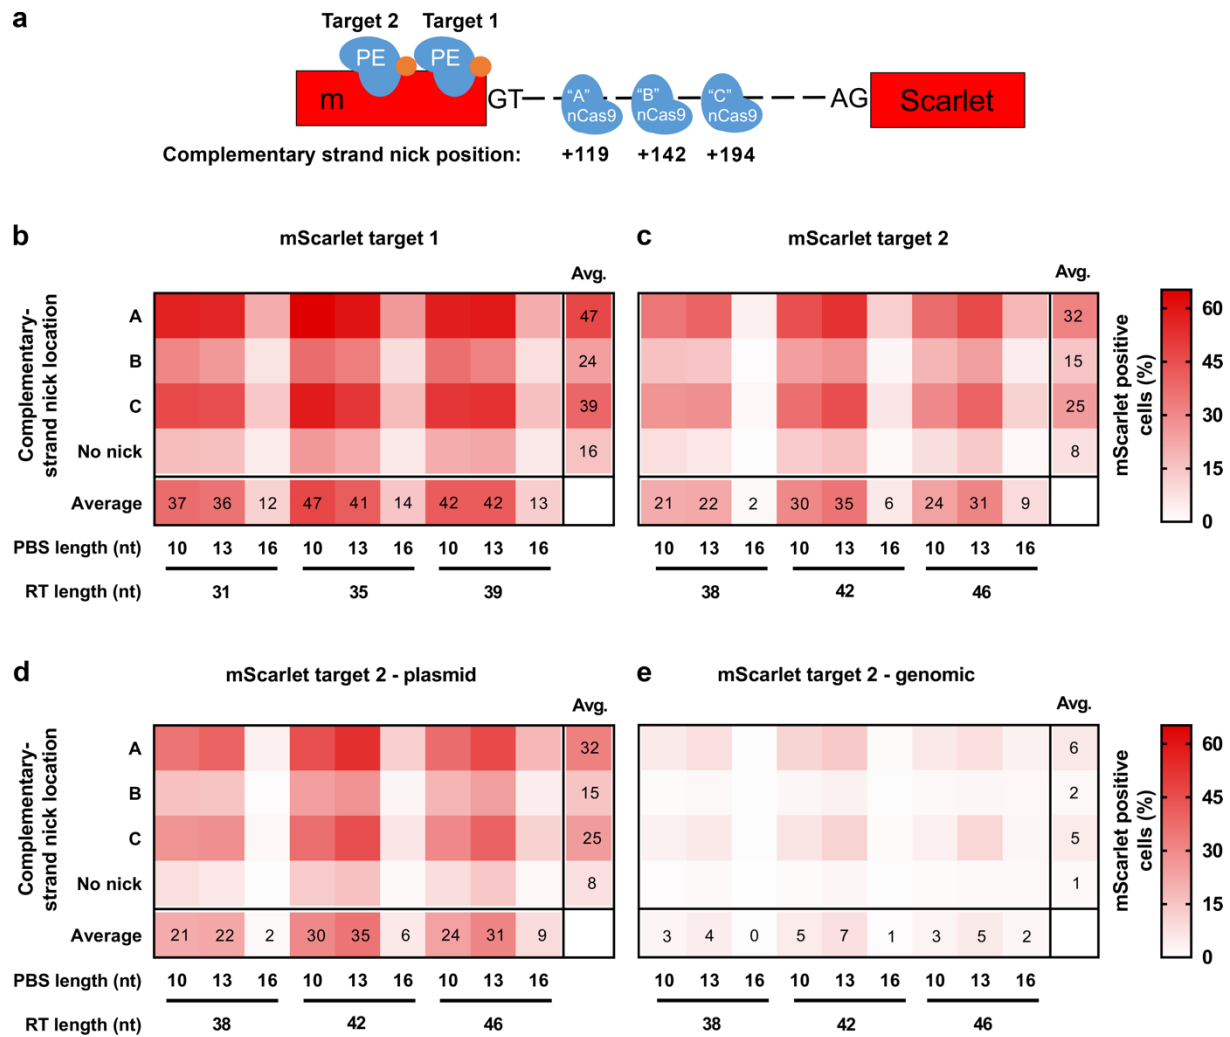 a
Target 2 Target 1
PE PE
m GT "A" nCas9 "B" nCas9 "C" nCas9 AG Scarlet
Complementary strand nick position: +119 +142 +194
b mScarlet target 1
Avg.
Complementary-strand nick location
A 47
B 24
C 39
No nick 16
Average 37 36 12 47 41 14 42 42 13
PBS length (nt) 10 13 16 10 13 16 10 13 16
RT length (nt) 31 35 39
c mScarlet target 2
Avg.
32
15
25
8
21 22 2 30 35 6 24 31 9
10 13 16 10 13 16 10 13 16
38 42 46
mScarlet positive cells (%)
60
45
30
15
0
d mScarlet target 2 - plasmid
Avg.
Complementary-strand nick location
A 32
B 15
C 25
No nick 8
Average 21 22 2 30 35 6 24 31 9
PBS length (nt) 10 13 16 10 13 16 10 13 16
RT length (nt) 38 42 46
e mScarlet target 2 - genomic
Avg.
6
2
5
1
3 4 0 5 7 1 3 5 2
10 13 16 10 13 16 10 13 16
38 42 46
mScarlet positive cells (%)
60
45
30
15
0